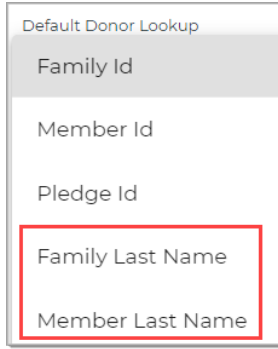 Default Donor Lookup
Family Id
Member Id
Pledge Id
Family Last Name
Member Last Name